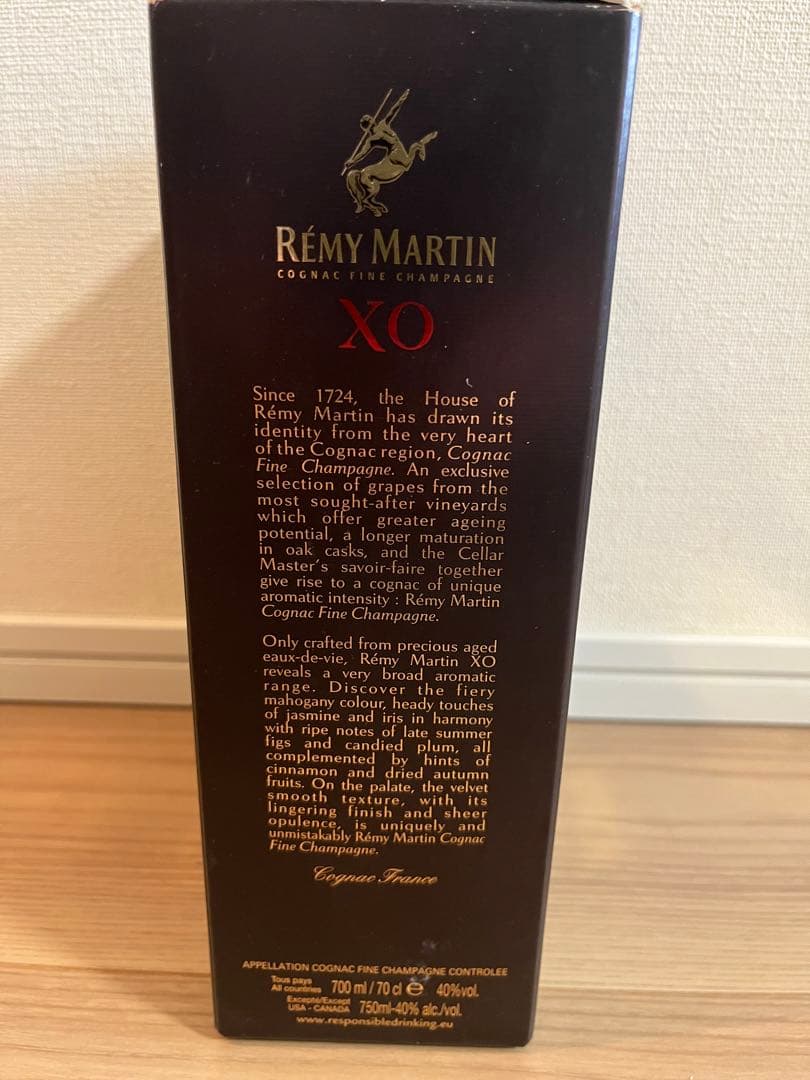 RÉMY MARTIN
COGNAC FINE CHAMPAGNE
XO
Since 1724, the House of
Rémy Martin has drawn its
identity from the very heart
of the Cognac region, Cognac
Fine Champagne. An exclusive
selection of grapes from the
most sought-after vineyards
which offer greater ageing
potential, a longer maturation
in oak casks, and the Cellar
Master's savoir-faire together
give rise to a cognac of unique
aromatic intensity : Rémy Martin
Cognac Fine Champagne.
Only crafted from precious aged
eaux-de-vie, Rémy Martin XO
reveals a very broad aromatic
range. Discover the fiery
mahogany colour, heady touches
of jasmine and iris in harmony
with ripe notes of late summer
figs and candied plum, all
complemented by hints of
cinnamon and dried autumn
fruits. On the palate, the velvet
smooth texture, with its
lingering finish and sheer
opulence, is uniquely and
unmistakably Rémy Martin Cognac
Fine Champagne.
Cognac France
APPELLATION COGNAC FINE CHAMPAGNE CONTROLEE
Tous pays
All countries 700 ml / 70 cl e 40%vol.
Excepté/Except
USA - CANADA 750ml-40% alc./vol.
www.responsibledrinking.eu